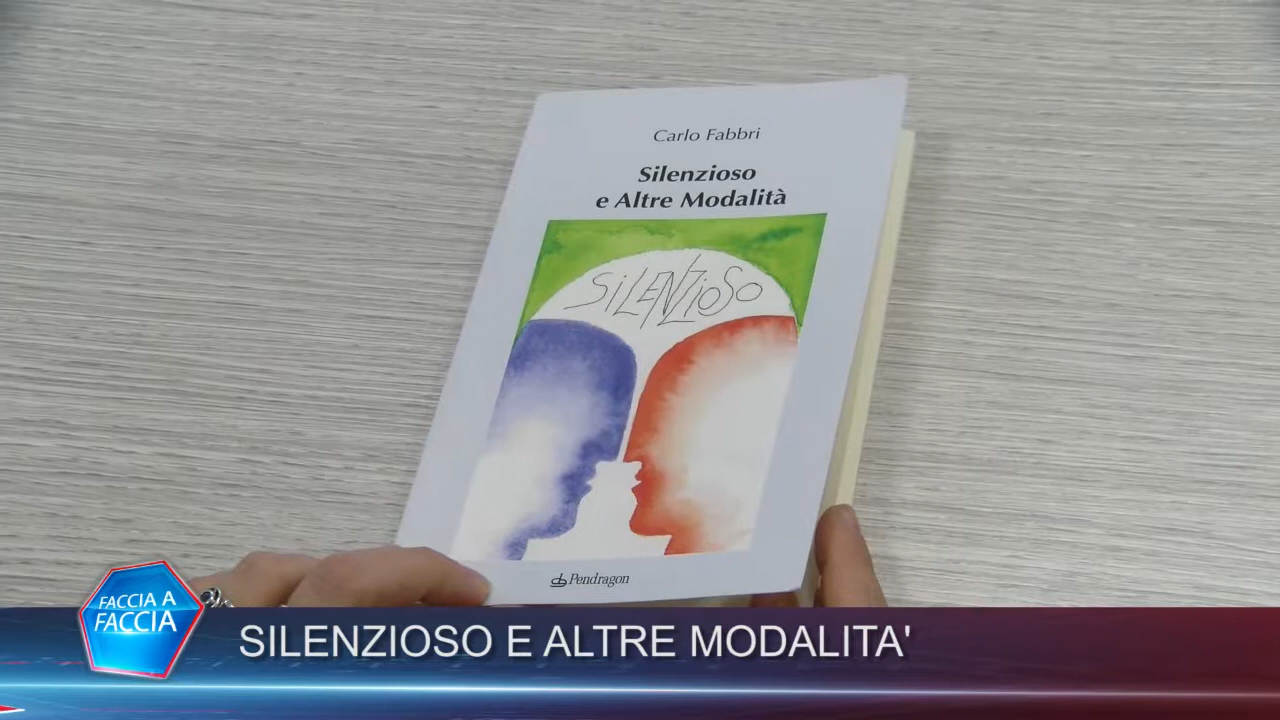 Carlo Fabbri
Silenzioso
e Altre Modalità
SiLENZioSo
Pendragon
FACCIA A
FACCIA
SILENZIOSO E ALTRE MODALITA'